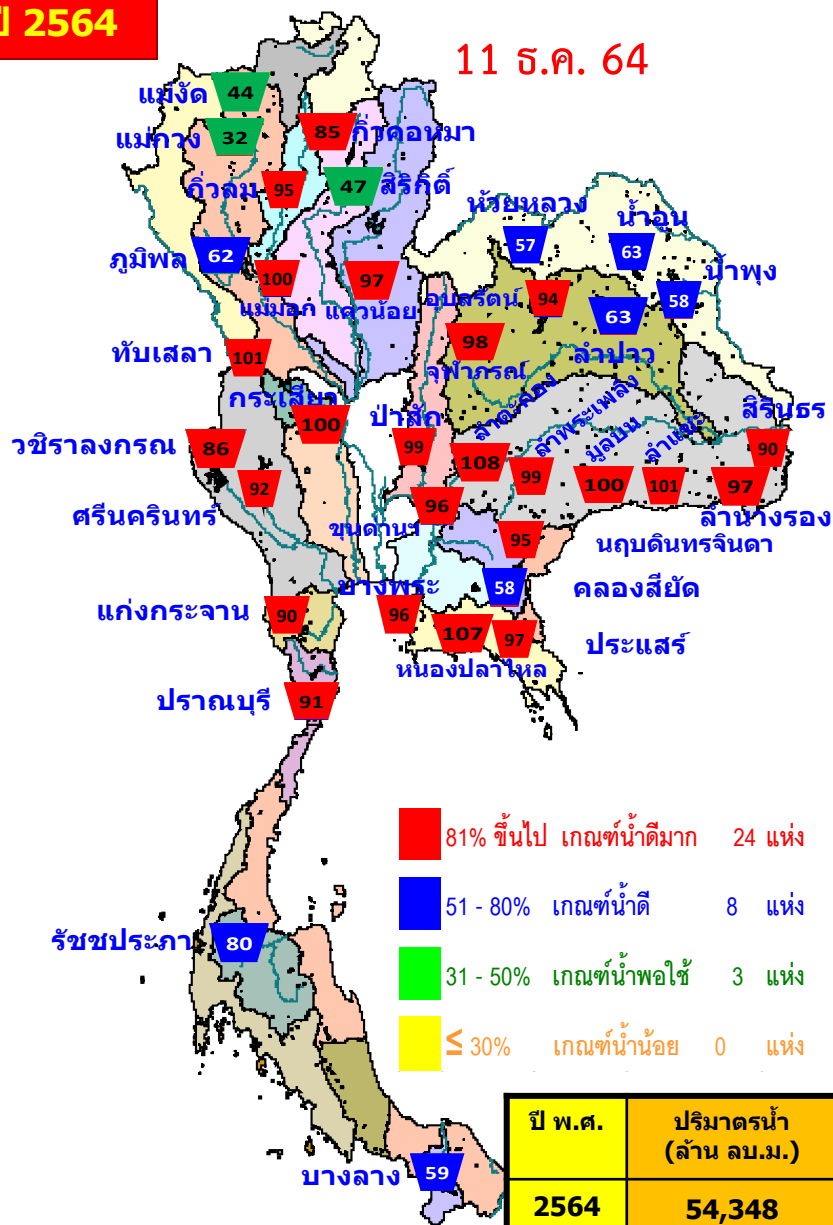 ปี 2564
11 ธ.ค. 64
แม่งัด 44
แม่กวง 32
85 กิ่วคอหมา
กิ่วลม 95
47 สิริกิติ์
ห้วยหลวง 57
น้ำอูน 63
น้ำพุง 58
ภูมิพล 62
100 แม่มอก
97 แควน้อย
อุบลรัตน์ 94
63 ลำปาว
98 จุฬาภรณ์
ทับเสลา 101
กระเสียว 100
ป่าสัก 99
ลำตะคอง 108
ลำพระเพลิง 99
มูลบน 100
ลำแชะ 101
สิรินธร 90
97 ลำนางรอง
วชิราลงกรณ 86
92 ศรีนครินทร์
96 ขุนด่านฯ
95 นฤบดินทรจินดา
บางพระ 96
58 คลองสียัด
แก่งกระจาน 90
107 หนองปลาไหล
97 ประแสร์
ปราณบุรี 91
81% ขึ้นไป เกณฑ์น้ำดีมาก 24 แห่ง
51 - 80% เกณฑ์น้ำดี 8 แห่ง
31 - 50% เกณฑ์น้ำพอใช้ 3 แห่ง
≤ 30% เกณฑ์น้ำน้อย 0 แห่ง
รัชชประภา 80
บางลาง 59
ปี พ.ศ. ปริมาตรน้ำ
(ล้าน ลบ.ม.)
2564 54,348